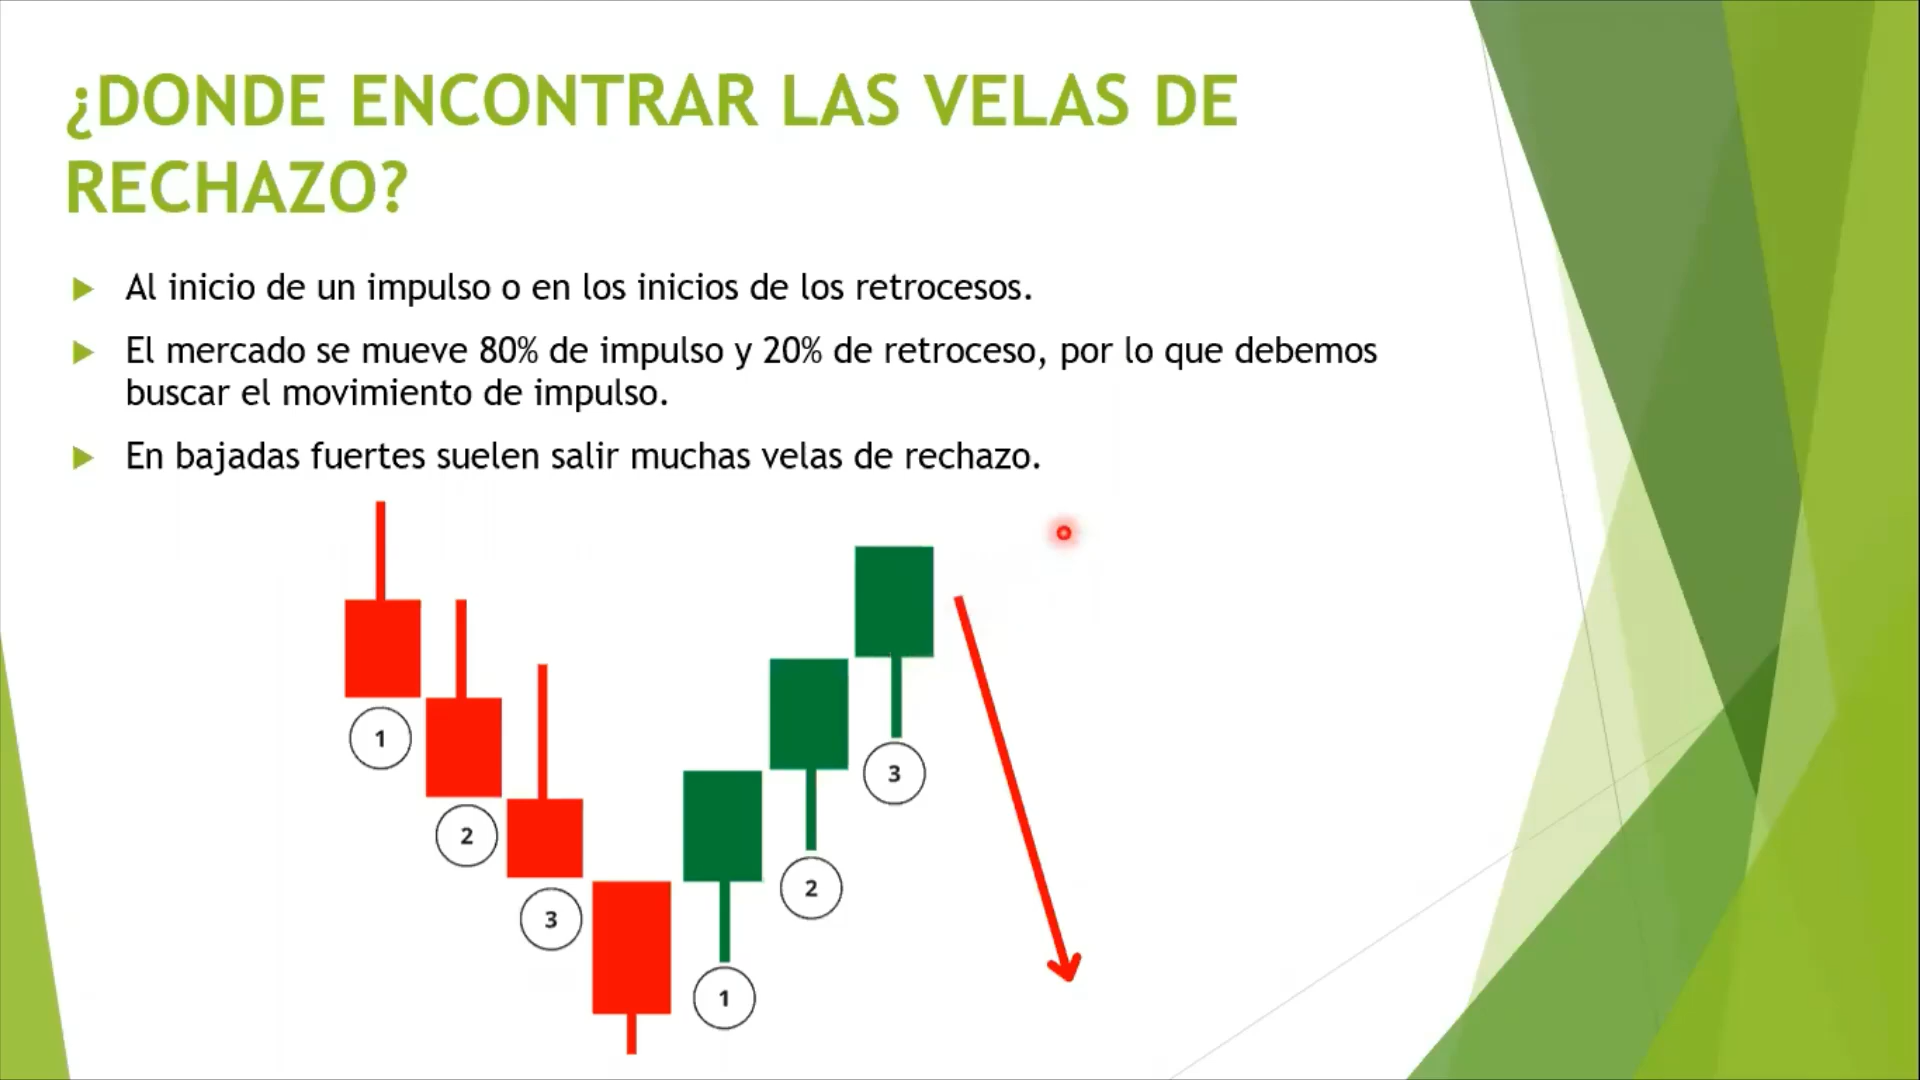 ¿DONDE ENCONTRAR LAS VELAS DE
RECHAZO?
Al inicio de un impulso o en los inicios de los retrocesos.
El mercado se mueve 80% de impulso y 20% de retroceso, por lo que debemos
buscar el movimiento de impulso.
En bajadas fuertes suelen salir muchas velas de rechazo.
1
2
3
1
2
3